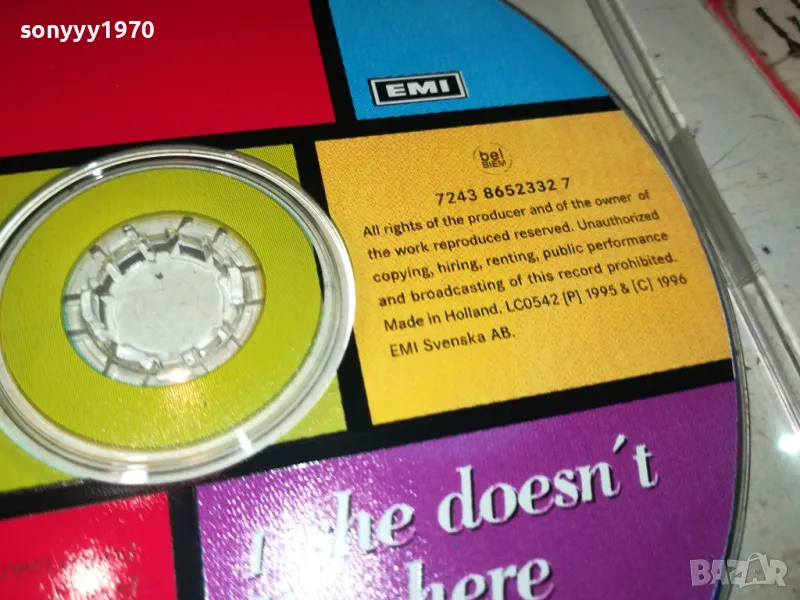 sonyyy1970
EMI
bel
BIEM
7243 8652332 7
All rights of the producer and of the owner of
the work reproduced reserved. Unauthorized
copying, hiring, renting, public performance
and broadcasting of this record prohibited.
Made in Holland. LC0542 [P] 1995 & [C] 1996
EMI Svenska AB.
she doesn´t
here
BAZAR